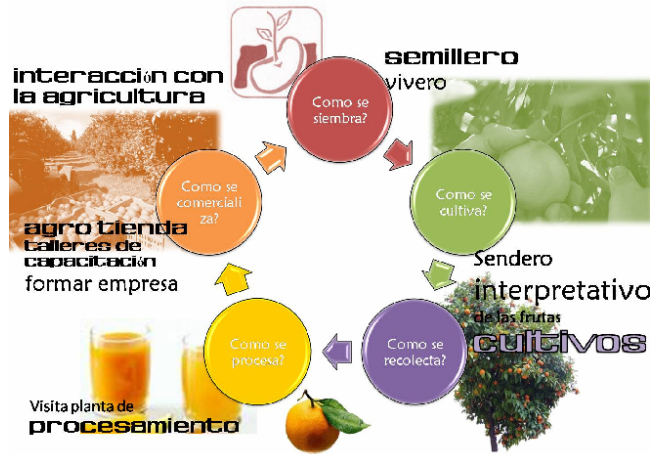 semillero
vivero
interacción con
la agricultura
Como se
siembra?
Como se
cultiva?
Sendero
interpretativo
de las frutas
cultivos
Como se
recolecta?
Como se
procesa?
Visita planta de
procesamiento
Como se
comerciali
za?
agro tienda
talleres de
capacitación
formar empresa